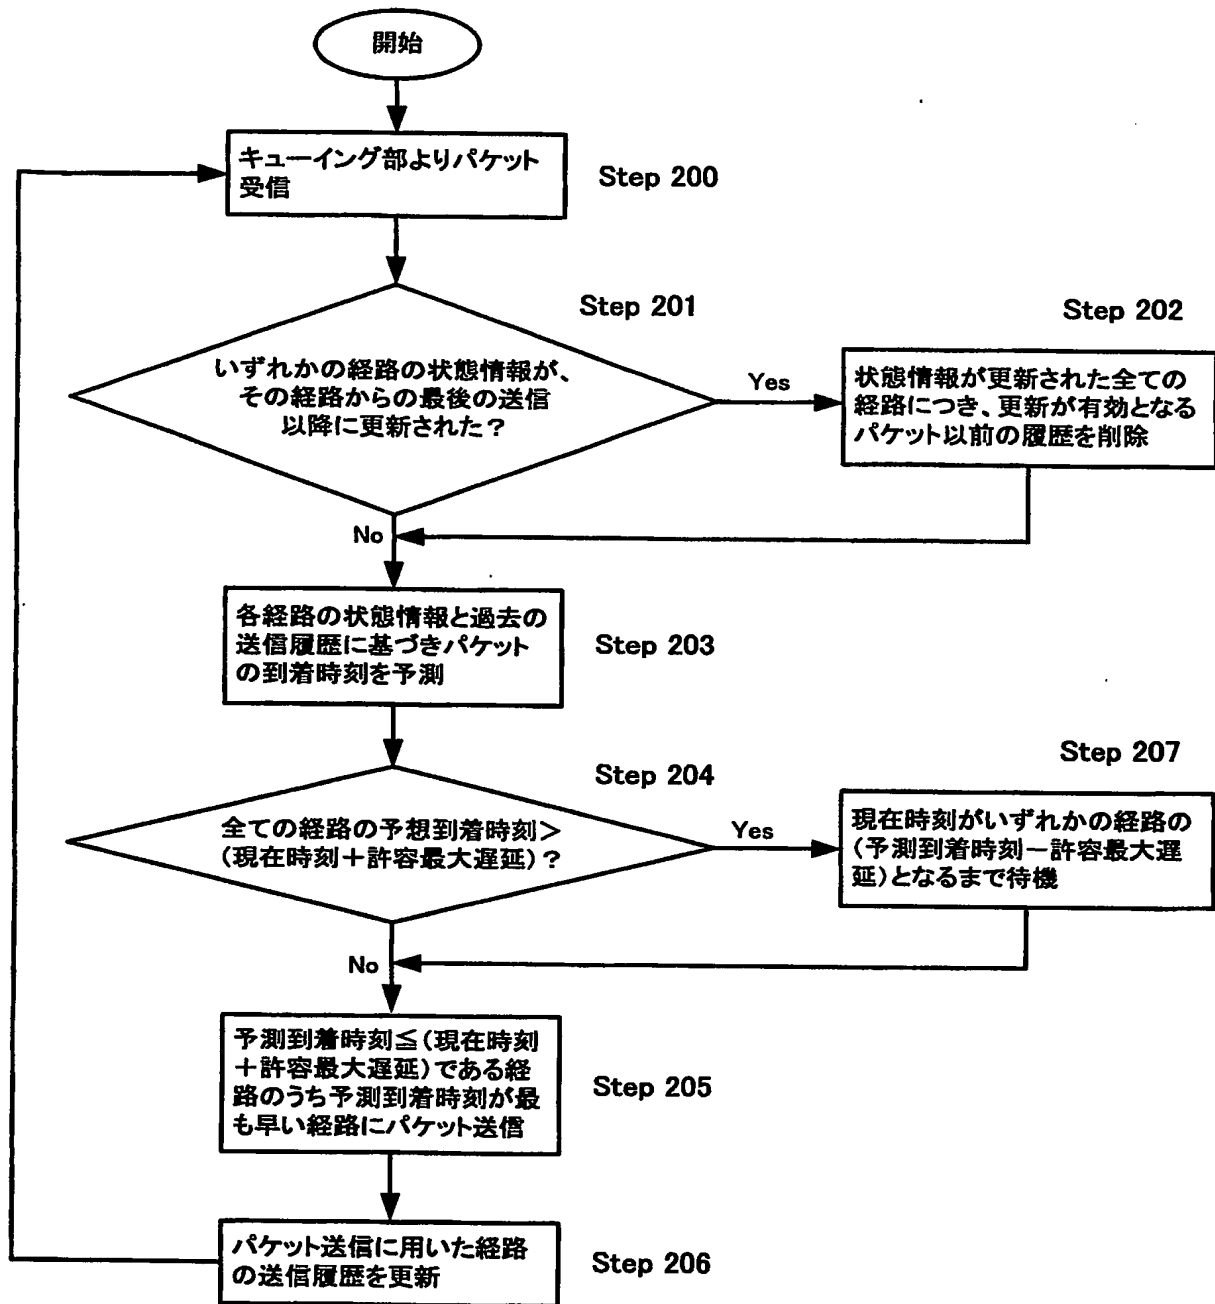 開始
キューイング部よりパケット
受信
Step 200
Step 201
いずれかの経路の状態情報が、
その経路からの最後の送信
以降に更新された？
Yes
Step 202
状態情報が更新された全ての
経路につき、更新が有効となる
パケット以前の履歴を削除
No
各経路の状態情報と過去の
送信履歴に基づきパケット
の到着時刻を予測
Step 203
Step 204
全ての経路の予想到着時刻＞
（現在時刻＋許容最大遅延）？
Yes
Step 207
現在時刻がいずれかの経路の
（予測到着時刻－許容最大遅
延）となるまで待機
No
予測到着時刻≦（現在時刻
＋許容最大遅延）である経
路のうち予測到着時刻が最
も早い経路にパケット送信
Step 205
パケット送信に用いた経路
の送信履歴を更新
Step 206